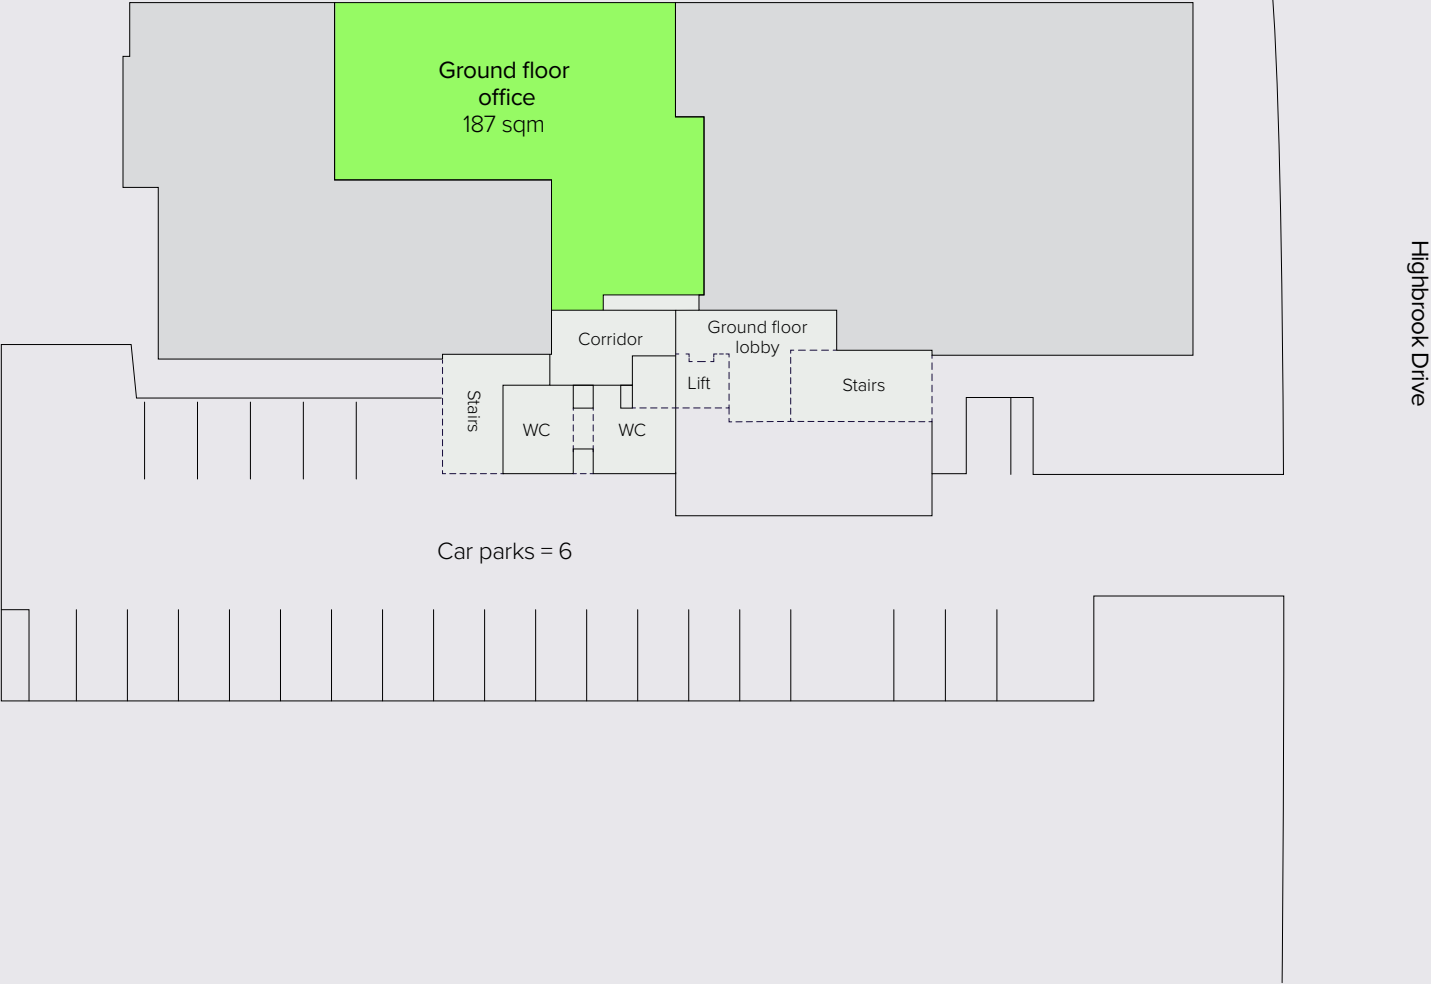 Ground floor
office
187 sqm
Highbrook Drive
Corridor
Ground floor
lobby
Lift
Stairs
Stairs
WC
WC
Car parks = 6